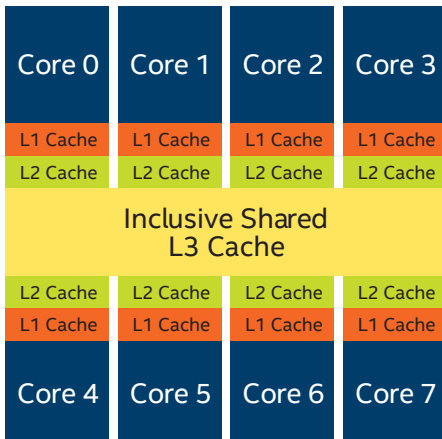 Core 0 Core 1 Core 2 Core 3
L1 Cache L1 Cache L1 Cache L1 Cache
L2 Cache L2 Cache L2 Cache L2 Cache
Inclusive Shared
L3 Cache
L2 Cache L2 Cache L2 Cache L2 Cache
L1 Cache L1 Cache L1 Cache L1 Cache
Core 4 Core 5 Core 6 Core 7